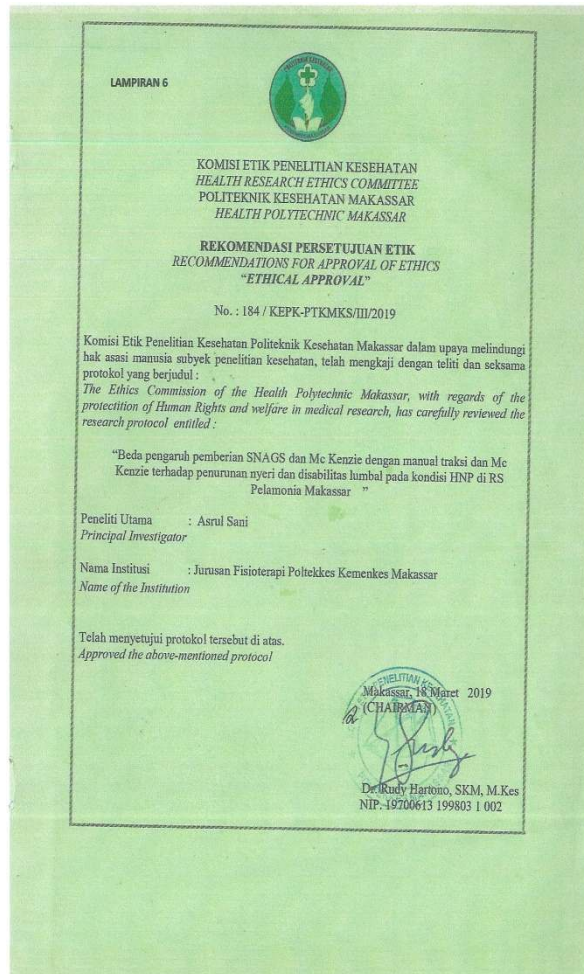 LAMPIRAN 6
KOMISI ETIK PENELITIAN KESEHATAN
HEALTH RESEARCH ETHICS COMMITTEE
POLITEKNIK KESEHATAN MAKASSAR
HEALTH POLYTECHNIC MAKASSAR
REKOMENDASI PERSETUJUAN ETIK
RECOMMENDATIONS FOR APPROVAL OF ETHICS
“ETHICAL APPROVAL”
No. : 184 / KEPK-PTKMKS/III/2019
Komisi Etik Penelitian Kesehatan Politeknik Kesehatan Makassar dalam upaya melindungi
hak asasi manusia subyek penelitian kesehatan, telah mengkaji dengan teliti dan seksama
protokol yang berjudul :
The Ethics Commission of the Health Polytechnic Makassar, with regards of the
protectition of Human Rights and welfare in medical research, has carefully reviewed the
research protocol entitled :
“Beda pengaruh pemberian SNAGS dan Mc Kenzie dengan manual traksi dan Mc
Kenzie terhadap penurunan nyeri dan disabilitas lumbal pada kondisi HNP di RS
Pelamonia Makassar ”
Peneliti Utama : Asrul Sani
Principal Investigator
Nama Institusi : Jurusan Fisioterapi Poltekkes Kemenkes Makassar
Name of the Institution
Telah menyetujui protokol tersebut di atas.
Approved the above-mentioned protocol
Makassar, 18 Maret 2019
(CHAIRMAN)
Dr. Rudy Hartono, SKM, M.Kes
NIP. 19700613 199803 1 002